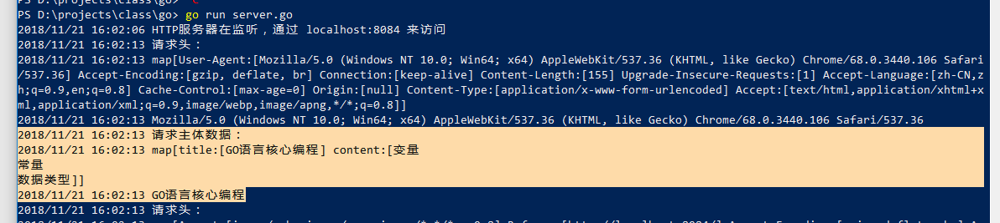 PS D:\projects\class\go> go run server.go
2018/11/21 16:02:06 HTTP服务器在监听，通过 localhost:8084 来访问
2018/11/21 16:02:13 请求头：
2018/11/21 16:02:13 map[User-Agent:[Mozilla/5.0 (Windows NT 10.0; Win64; x64) AppleWebKit/537.36 (KHTML, like Gecko) Chrome/68.0.3440.106 Safari
/537.36] Accept-Encoding:[gzip, deflate, br] Connection:[keep-alive] Content-Length:[155] Upgrade-Insecure-Requests:[1] Accept-Language:[zh-CN,z
h;q=0.9,en;q=0.8] Cache-Control:[max-age=0] Origin:[null] Content-Type:[application/x-www-form-urlencoded] Accept:[text/html,application/xhtml+x
ml,application/xml;q=0.9,image/webp,image/apng,*/*;q=0.8]]
2018/11/21 16:02:13 Mozilla/5.0 (Windows NT 10.0; Win64; x64) AppleWebKit/537.36 (KHTML, like Gecko) Chrome/68.0.3440.106 Safari/537.36
2018/11/21 16:02:13 请求主体数据：
2018/11/21 16:02:13 map[title:[GO语言核心编程] content:[变量
常量
数据类型]]
2018/11/21 16:02:13 GO语言核心编程
2018/11/21 16:02:13 请求头：